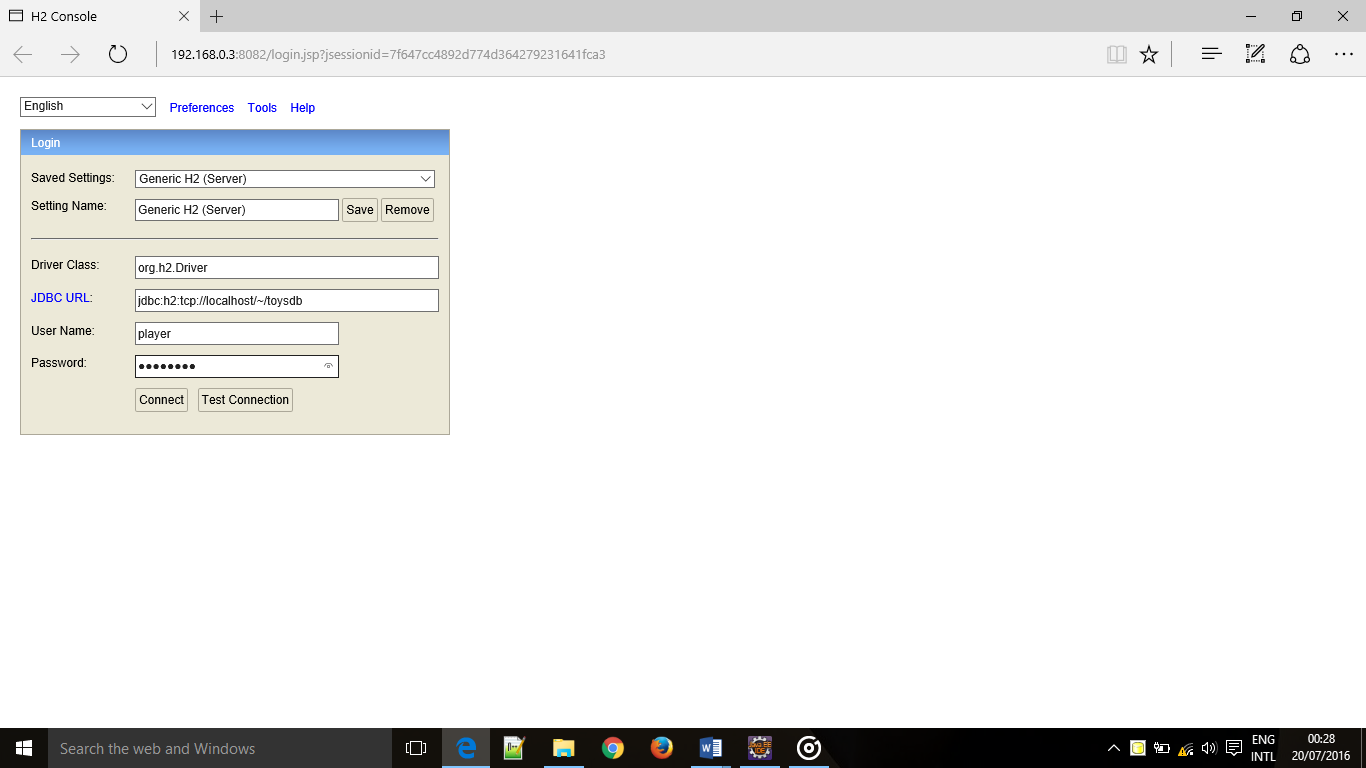 H2 Console
192.168.0.3:8082/login.jsp?jsessionid=7f647cc4892d774d364279231641fca3
English Preferences Tools Help
Login
Saved Settings: Generic H2 (Server)
Setting Name: Generic H2 (Server) Save Remove
Driver Class: org.h2.Driver
JDBC URL: jdbc:h2:tcp://localhost/~/toysdb
User Name: player
Password: ●●●●●●●●
Connect Test Connection
Search the web and Windows
ENG 00:28
INTL 20/07/2016